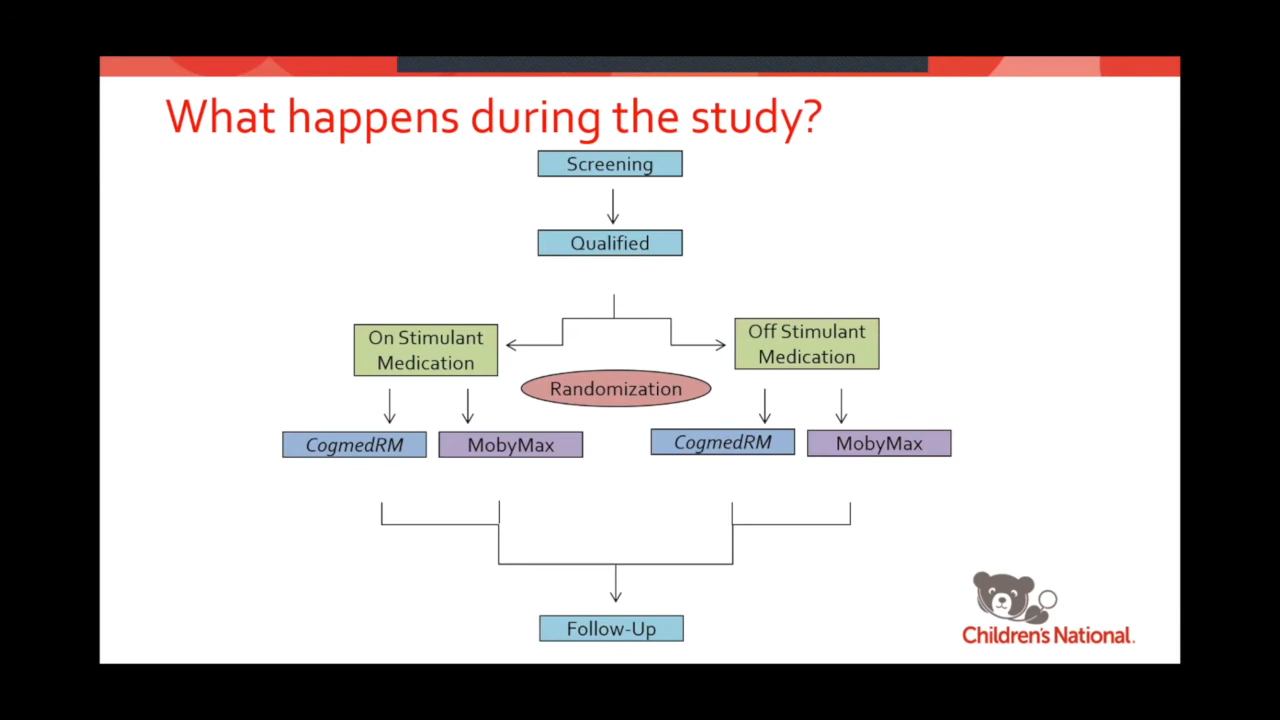 What happens during the study?
Screening
Qualified
On Stimulant
Medication
Off Stimulant
Medication
Randomization
CogmedRM
MobyMax
CogmedRM
MobyMax
Follow-Up
Children's National.